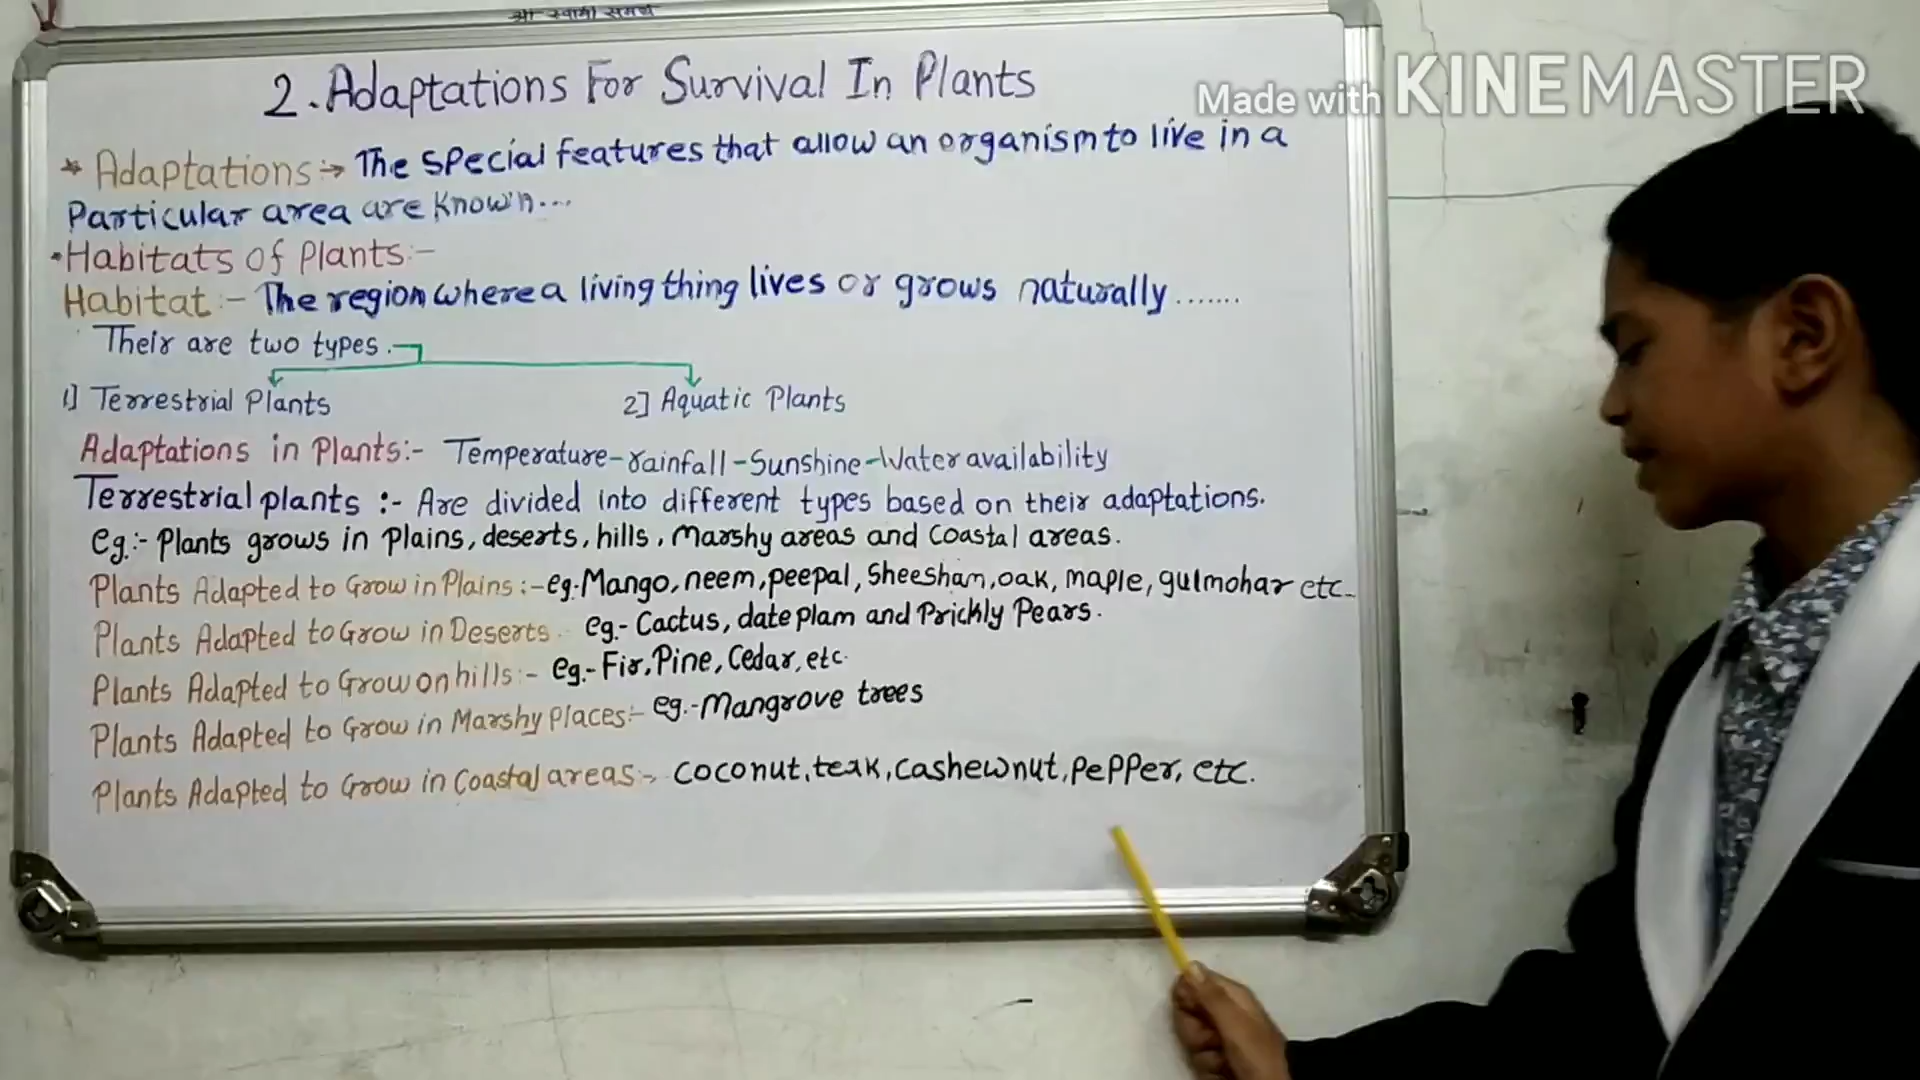 श्री स्वामी समर्थ
Made with KINEMASTER
2. Adaptations For Survival In Plants
* Adaptations :→ The special features that allow an organism to live in a
Particular area are known...
• Habitats of Plants :-
Habitat :- The region where a living thing lives or grows naturally .......
Their are two types.
1] Terrestrial Plants 2] Aquatic Plants
Adaptations in Plants:- Temperature-rainfall-Sunshine-Water availability
Terrestrial plants :- Are divided into different types based on their adaptations.
eg:- Plants grows in Plains, deserts, hills, Marshy areas and Coastal areas.
Plants Adapted to Grow in Plains :- eg:- Mango, neem, peepal, Sheesham, oak, maple, gulmohar etc..
Plants Adapted to Grow in Deserts. eg.- Cactus, date plam and Prickly Pears.
Plants Adapted to Grow on hills :- eg.- Fir, Pine, Cedar, etc.
Plants Adapted to Grow in Marshy Places:- eg.- Mangrove trees
Plants Adapted to Grow in Coastal areas:- coconut, teak, cashewnut, pepper, etc.